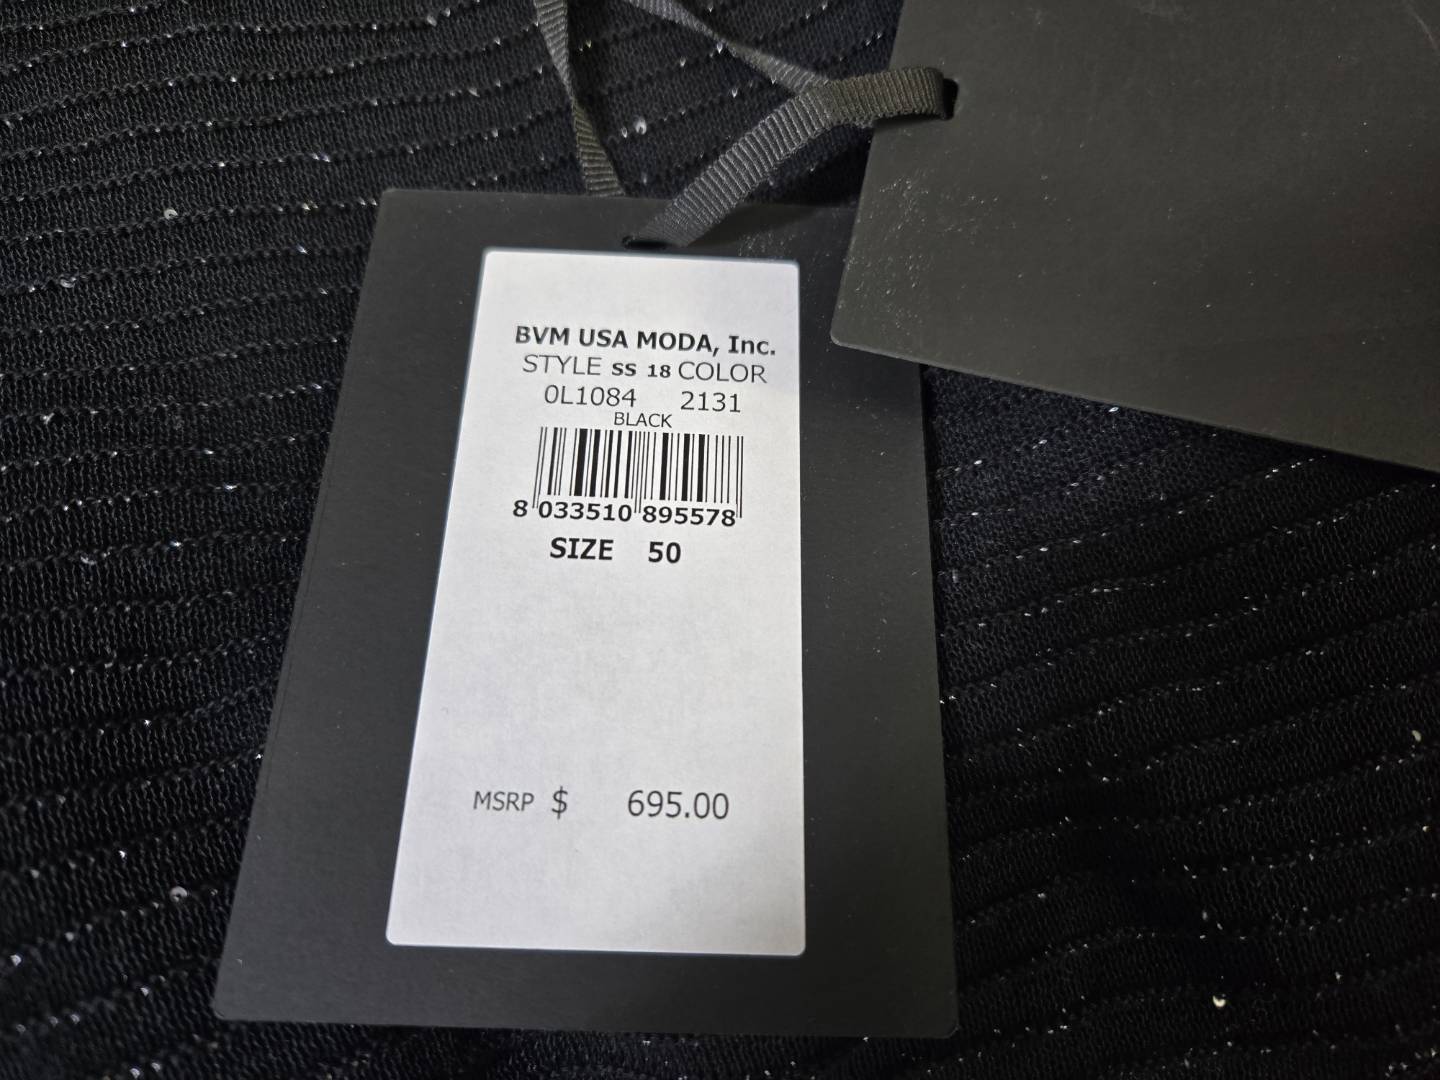 BVM USA MODA, Inc.
STYLE SS 18 COLOR
0L1084 2131
BLACK
8 033510 895578
SIZE 50
MSRP $ 695.00